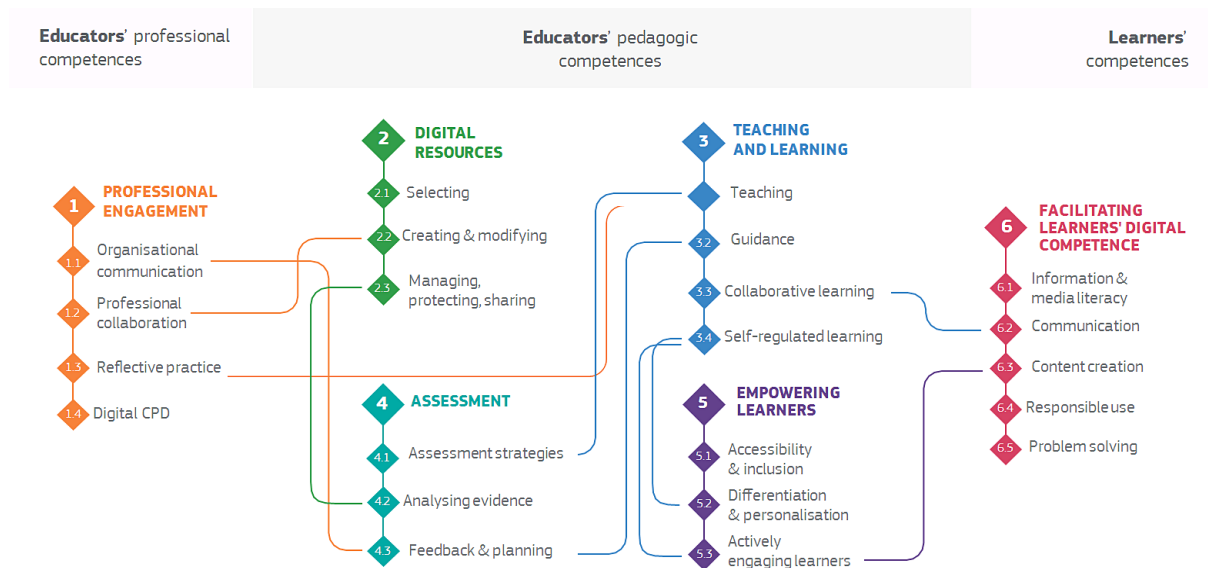 Educators' professional
competences
Educators' pedagogic
competences
Learners'
competences
1
PROFESSIONAL
ENGAGEMENT
1.1
Organisational
communication
1.2
Professional
collaboration
1.3
Reflective practice
1.4
Digital CPD
2
DIGITAL
RESOURCES
2.1
Selecting
2.2
Creating & modifying
2.3
Managing,
protecting, sharing
4
ASSESSMENT
4.1
Assessment strategies
4.2
Analysing evidence
4.3
Feedback & planning
3
TEACHING
AND LEARNING
Teaching
3.2
Guidance
3.3
Collaborative learning
3.4
Self-regulated learning
5
EMPOWERING
LEARNERS
5.1
Accessibility
& inclusion
5.2
Differentiation
& personalisation
5.3
Actively
engaging learners
6
FACILITATING
LEARNERS' DIGITAL
COMPETENCE
6.1
Information &
media literacy
6.2
Communication
6.3
Content creation
6.4
Responsible use
6.5
Problem solving